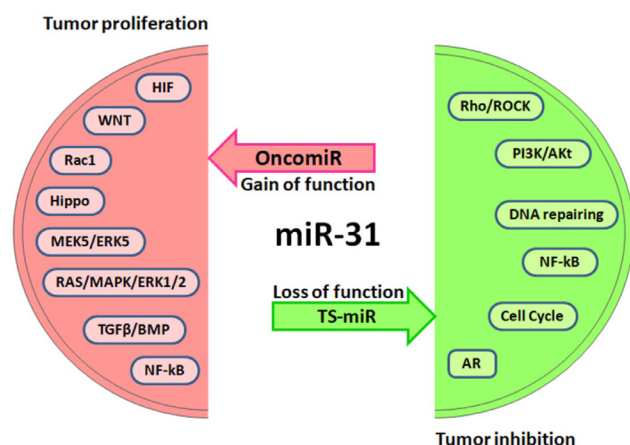 Tumor proliferation
HIF
WNT
Rac1
Hippo
MEK5/ERK5
RAS/MAPK/ERK1/2
TGFβ/BMP
NF-kB
OncomiR
Gain of function
miR-31
Loss of function
TS-miR
Rho/ROCK
PI3K/AKt
DNA repairing
NF-kB
Cell Cycle
AR
Tumor inhibition